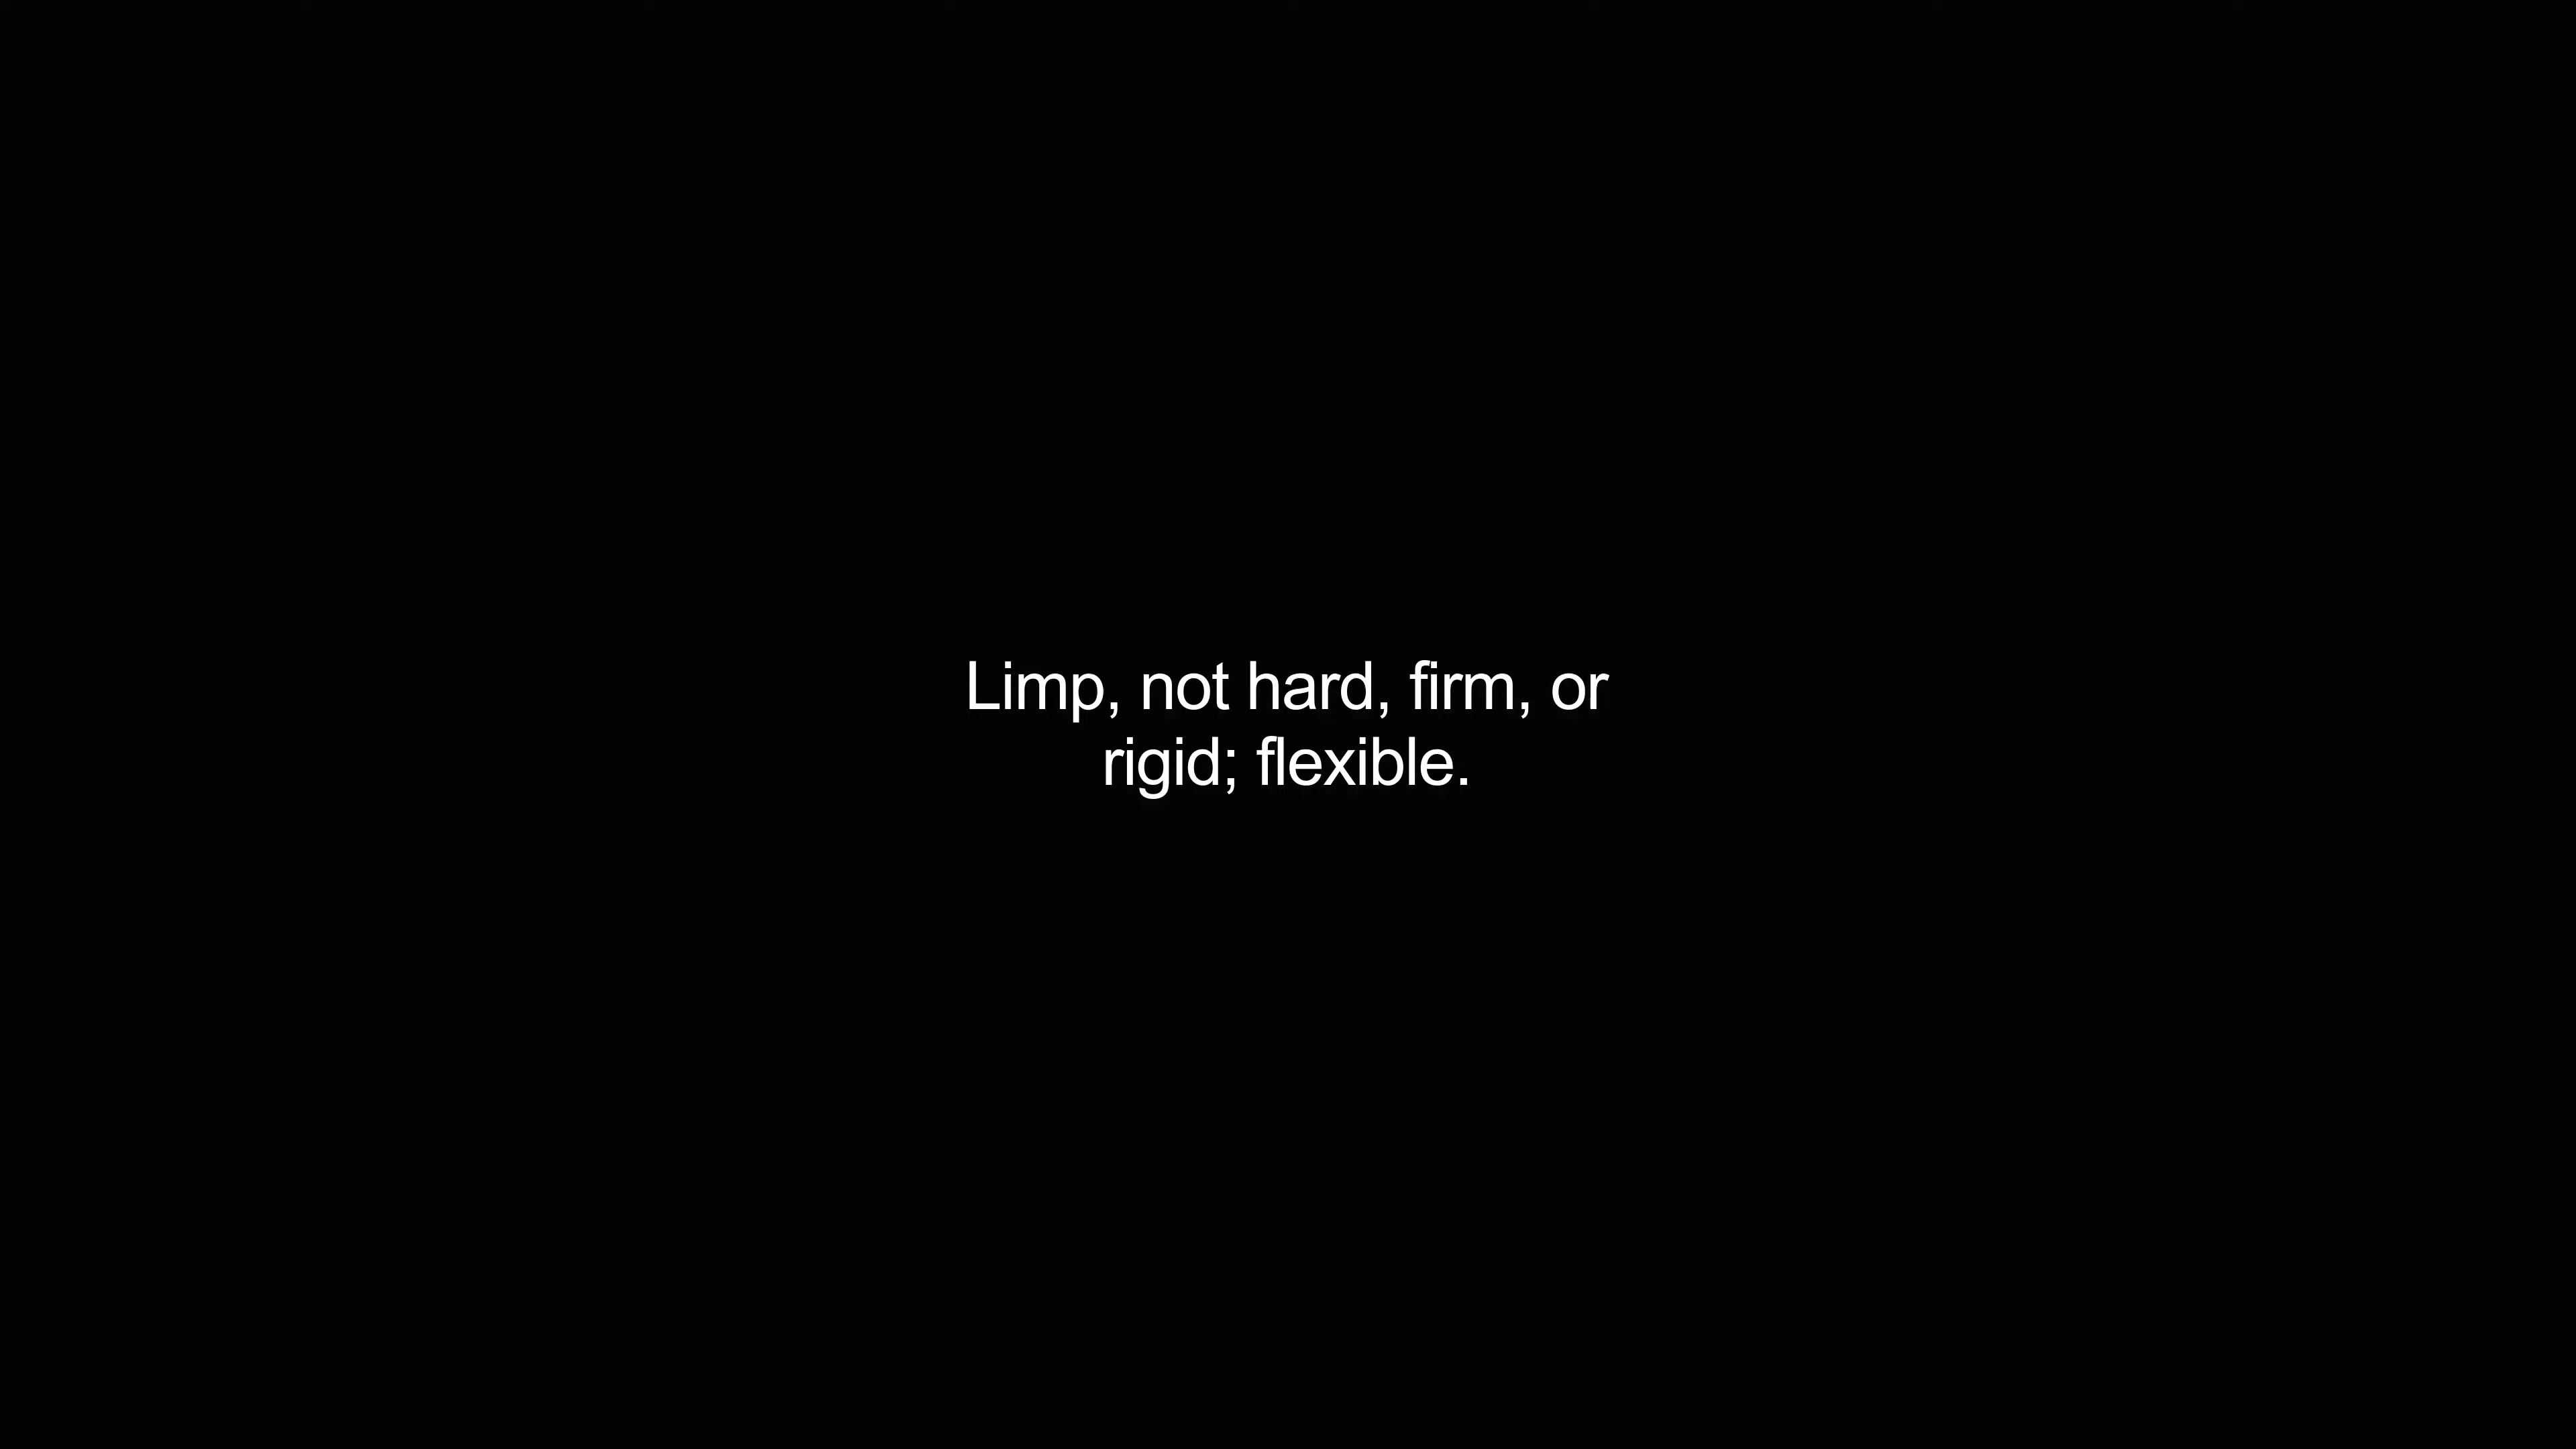 Limp, not hard, firm, or
rigid; flexible.